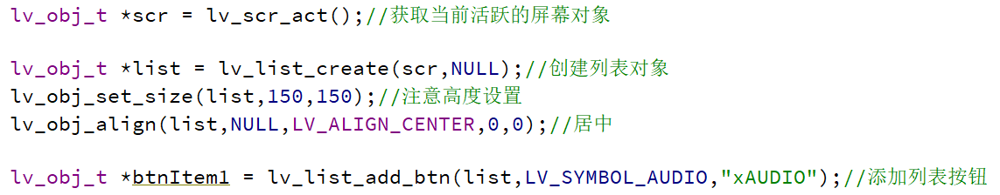 lv_obj_t *scr = lv_scr_act();//获取当前活跃的屏幕对象
lv_obj_t *list = lv_list_create(scr,NULL);//创建列表对象
lv_obj_set_size(list,150,150);//注意高度设置
lv_obj_align(list,NULL,LV_ALIGN_CENTER,0,0);//居中
lv_obj_t *btnItem1 = lv_list_add_btn(list,LV_SYMBOL_AUDIO,"xAUDIO");//添加列表按钮